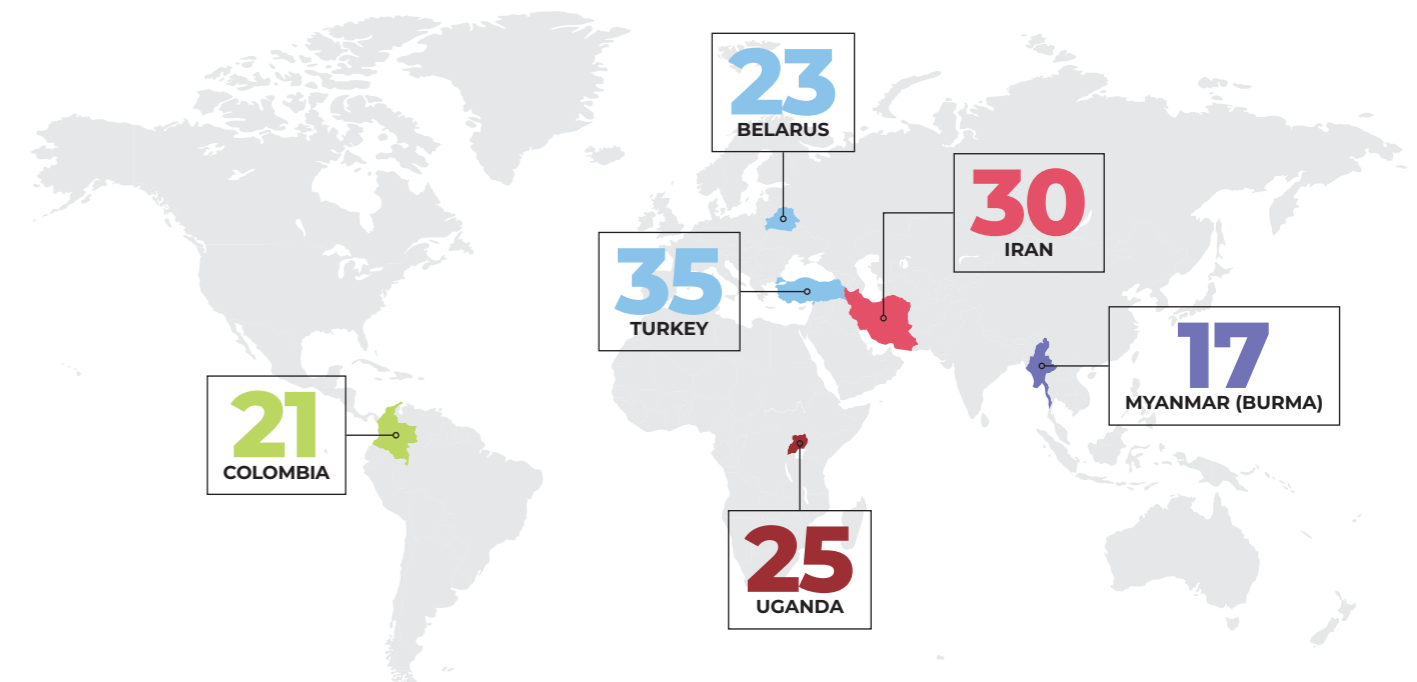 23
BELARUS
30
IRAN
35
TURKEY
17
MYANMAR (BURMA)
21
COLOMBIA
25
UGANDA